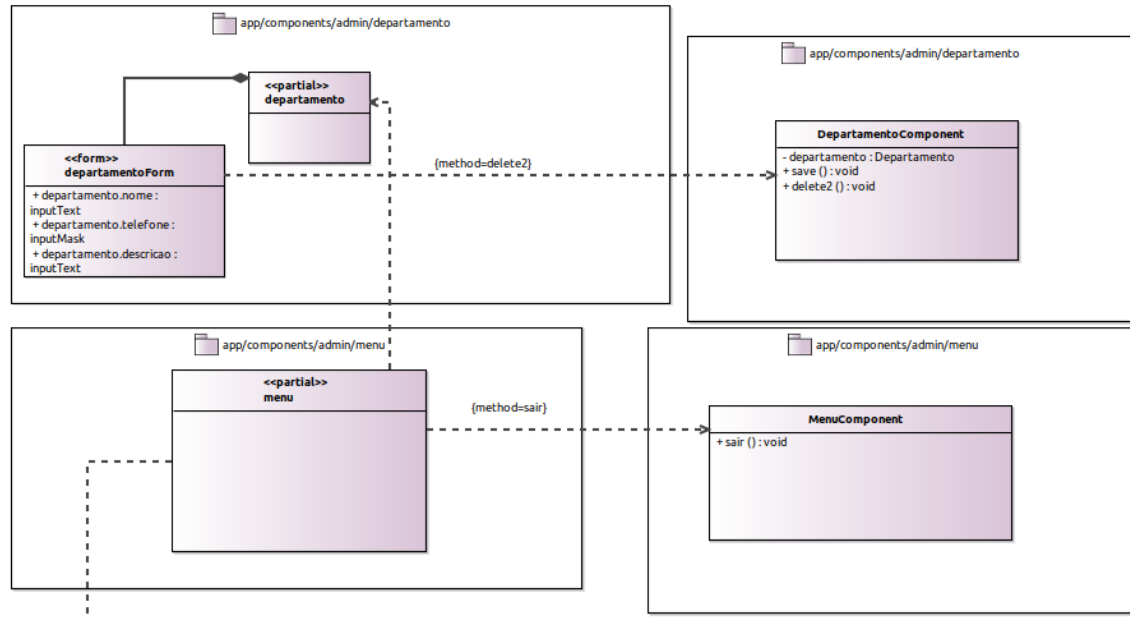 app/components/admin/departamento
<<partial>>
departamento
<<form>>
departamentoForm
+ departamento.nome :
inputText
+ departamento.telefone :
inputMask
+ departamento.descricao :
inputText
{method=delete2}
app/components/admin/departamento
DepartamentoComponent
- departamento : Departamento
+ save () : void
+ delete2 () : void
app/components/admin/menu
<<partial>>
menu
{method=sair}
app/components/admin/menu
MenuComponent
+ sair () : void